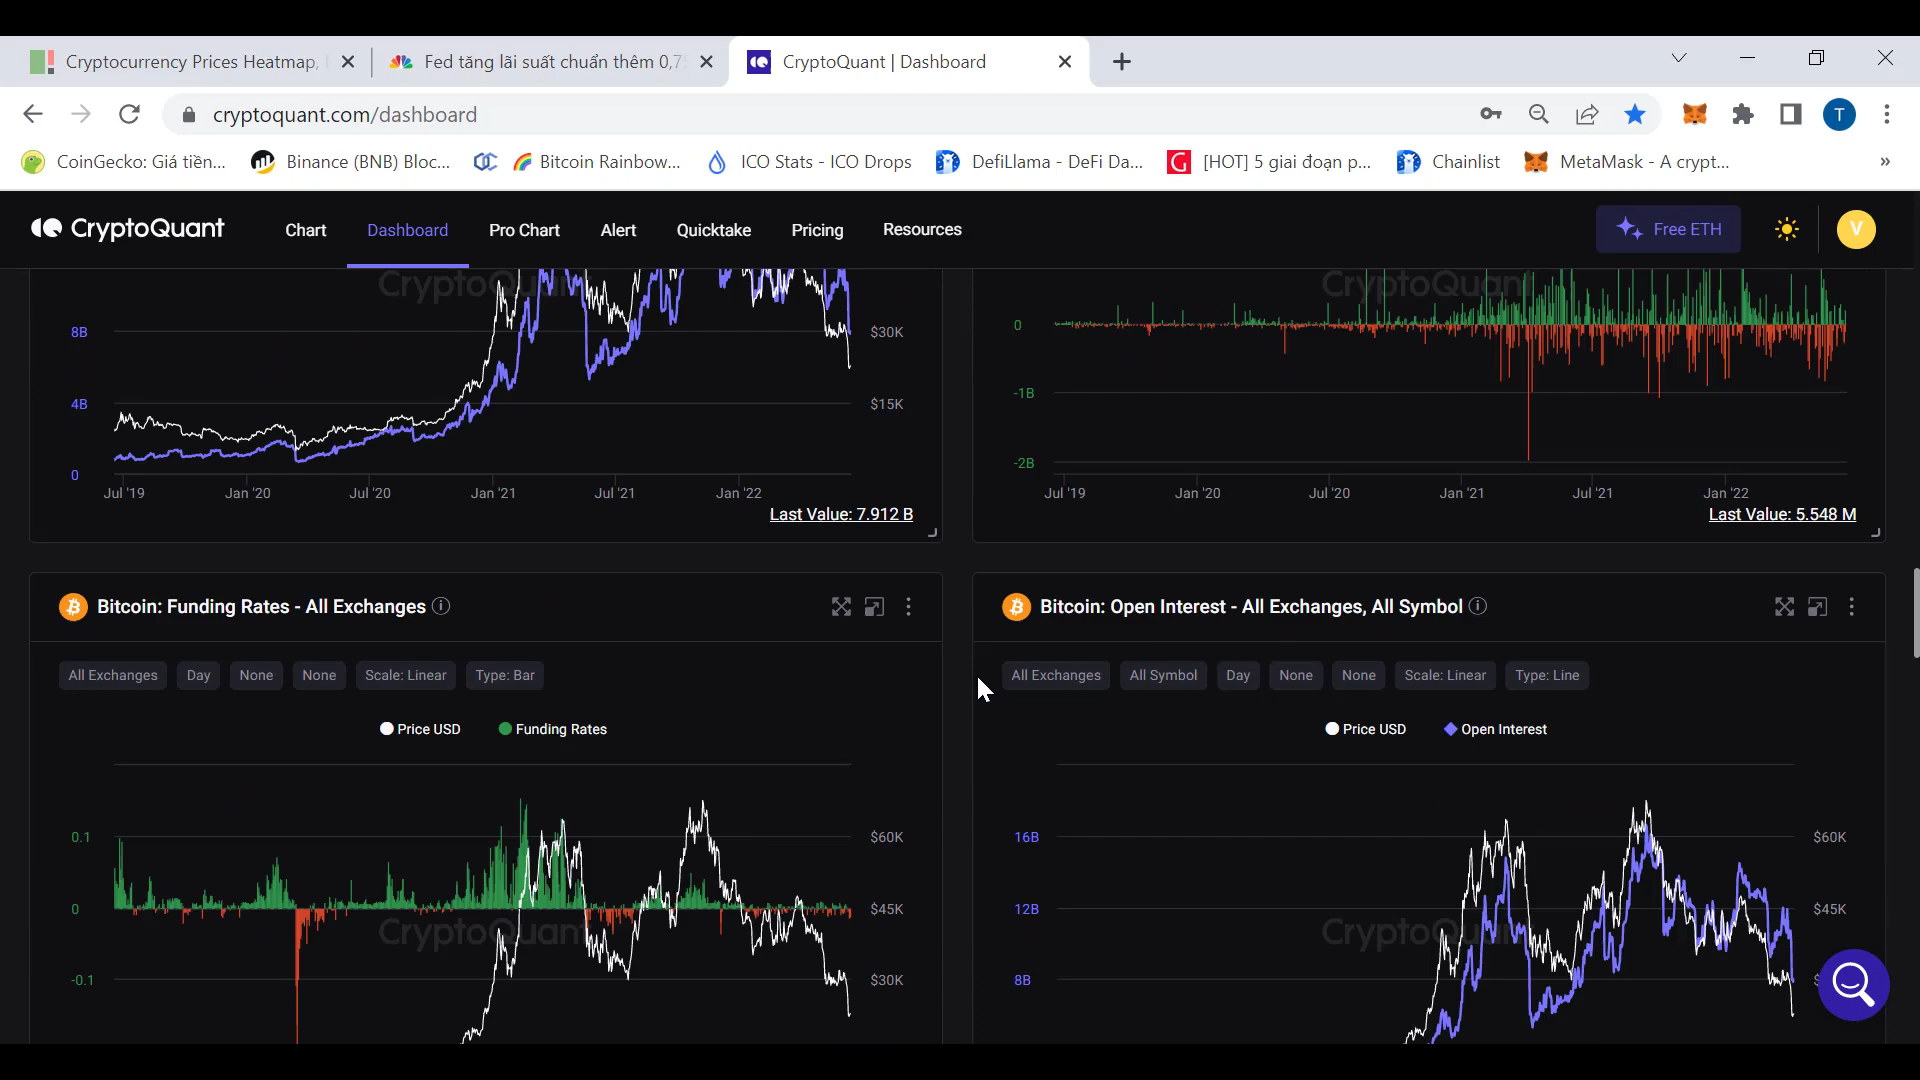 Cryptocurrency Prices Heatmap,
Fed tăng lãi suất chuẩn thêm 0,75
CryptoQuant | Dashboard
cryptoquant.com/dashboard
T
CoinGecko: Giá tiền...
Binance (BNB) Bloc...
Bitcoin Rainbow...
ICO Stats - ICO Drops
DefiLlama - DeFi Da...
[HOT] 5 giai đoạn p...
Chainlist
MetaMask - A crypt...
»
CryptoQuant
Chart
Dashboard
Pro Chart
Alert
Quicktake
Pricing
Resources
Free ETH
V
CryptoQuant
8B
$30K
4B
$15K
0
Jul '19
Jan '20
Jul '20
Jan '21
Jul '21
Jan '22
Last Value: 7.912 B
CryptoQuant
0
-1B
-2B
Jul '19
Jan '20
Jul '20
Jan '21
Jul '21
Jan '22
Last Value: 5.548 M
Bitcoin: Funding Rates - All Exchanges
All Exchanges
Day
None
None
Scale: Linear
Type: Bar
Price USD
Funding Rates
0.1
$60K
0
$45K
CryptoQuant
-0.1
$30K
Bitcoin: Open Interest - All Exchanges, All Symbol
All Exchanges
All Symbol
Day
None
None
Scale: Linear
Type: Line
Price USD
Open Interest
16B
$60K
12B
$45K
CryptoQuant
8B